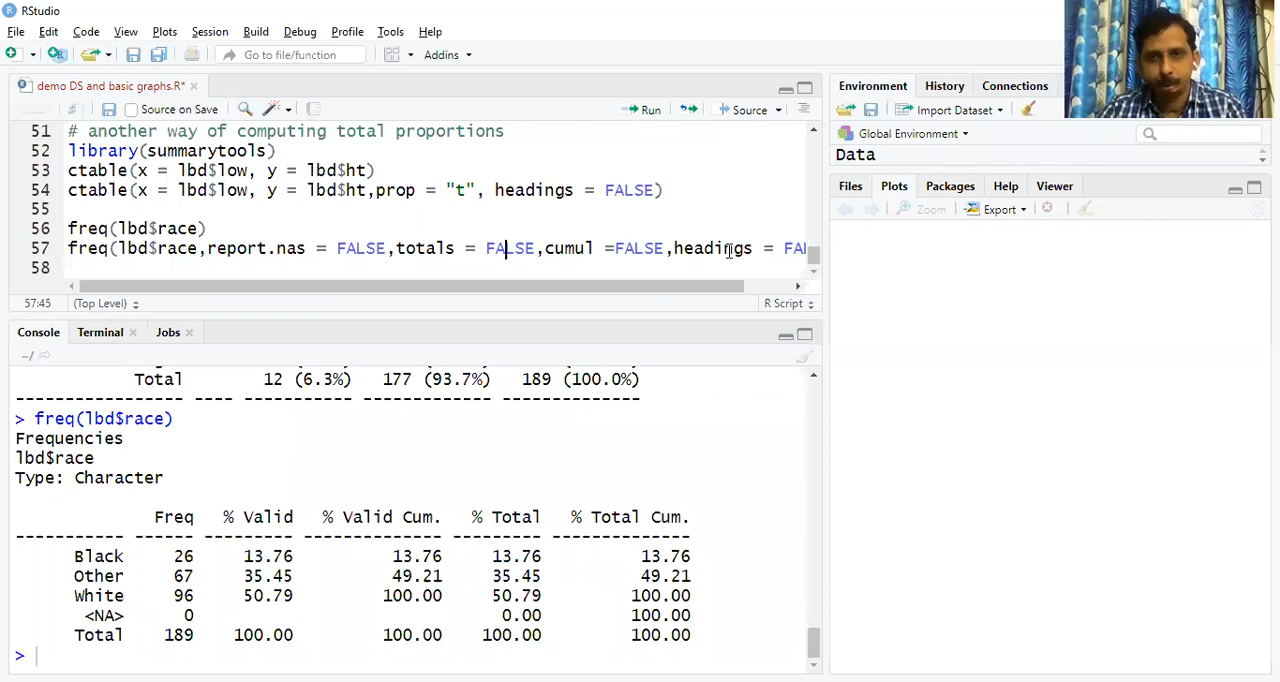 RStudio
File Edit Code View Plots Session Build Debug Profile Tools Help
Go to file/function Addins
demo DS and basic graphs.R*
Source on Save Run Source
51 # another way of computing total proportions
52 library(summarytools)
53 ctable(x = lbd$low, y = lbd$ht)
54 ctable(x = lbd$low, y = lbd$ht,prop = "t", headings = FALSE)
55
56 freq(lbd$race)
57 freq(lbd$race,report.nas = FALSE,totals = FALSE,cumul =FALSE,headings = FAL
58
57:45 (Top Level) R Script
Console Terminal Jobs
~/
Total 12 (6.3%) 177 (93.7%) 189 (100.0%)
----------------- ---- ----------- ------------- --------------
> freq(lbd$race)
Frequencies
lbd$race
Type: Character
Freq % Valid % Valid Cum. % Total % Total Cum.
----------- ------ --------- -------------- --------- --------------
Black 26 13.76 13.76 13.76 13.76
Other 67 35.45 49.21 35.45 49.21
White 96 50.79 100.00 50.79 100.00
<NA> 0 0.00 100.00
Total 189 100.00 100.00 100.00 100.00
>
Environment History Connections
Import Dataset
Global Environment
Data
Files Plots Packages Help Viewer
Zoom Export